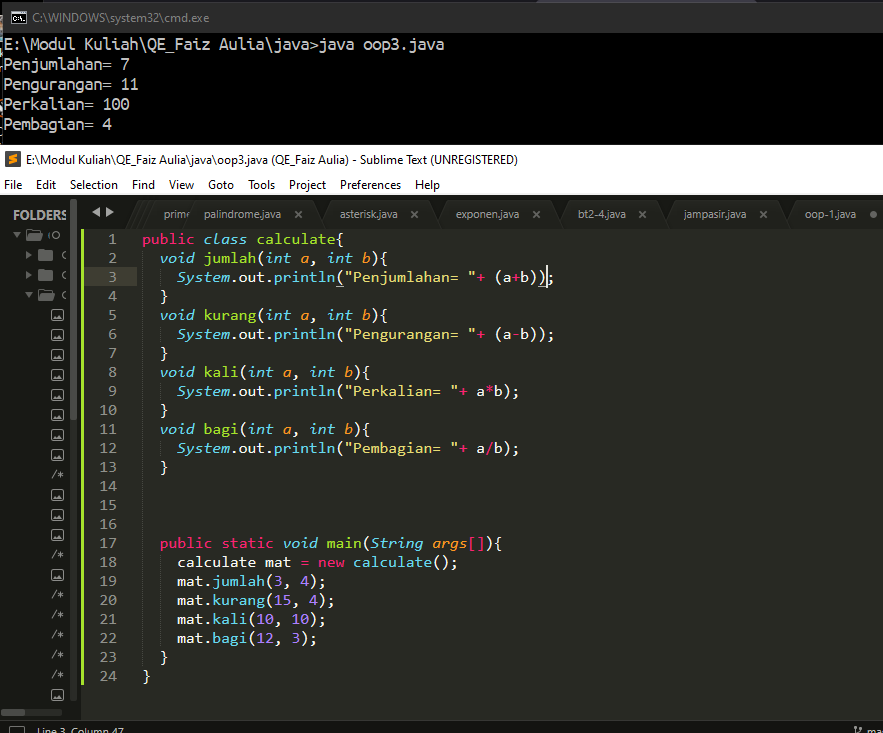 C:\WINDOWS\system32\cmd.exe
E:\Modul Kuliah\QE_Faiz Aulia\java>java oop3.java
Penjumlahan= 7
Pengurangan= 11
Perkalian= 100
Pembagian= 4
E:\Modul Kuliah\QE_Faiz Aulia\java\oop3.java (QE_Faiz Aulia) - Sublime Text (UNREGISTERED)
File Edit Selection Find View Goto Tools Project Preferences Help
FOLDERS
prime palindrome.java asterisk.java exponen.java bt2-4.java jampasir.java oop-1.java
1 public class calculate{
2 void jumlah(int a, int b){
3 System.out.println("Penjumlahan= "+ (a+b));
4 }
5 void kurang(int a, int b){
6 System.out.println("Pengurangan= "+ (a-b));
7 }
8 void kali(int a, int b){
9 System.out.println("Perkalian= "+ a*b);
10 }
11 void bagi(int a, int b){
12 System.out.println("Pembagian= "+ a/b);
13 }
14
15
16
17 public static void main(String args[]){
18 calculate mat = new calculate();
19 mat.jumlah(3, 4);
20 mat.kurang(15, 4);
21 mat.kali(10, 10);
22 mat.bagi(12, 3);
23 }
24 }
/*
/*
/*
/*
/*
/*
/*
Line 3, Column 47